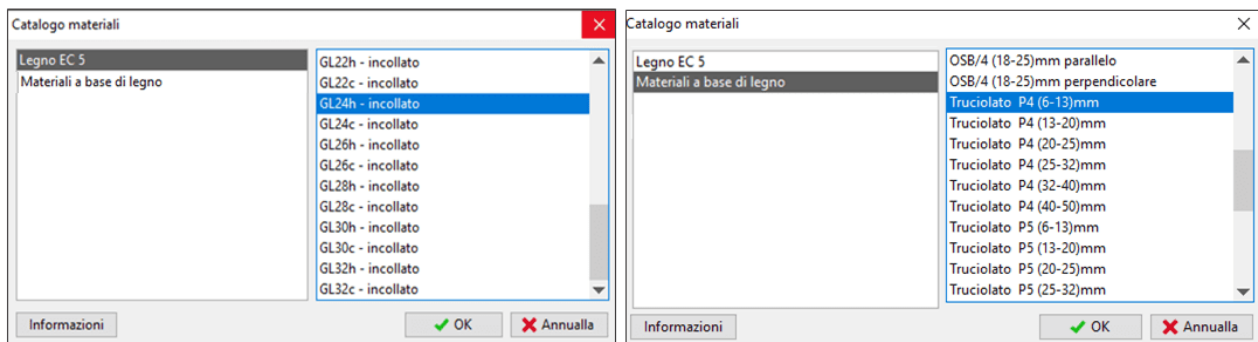 Catalogo materiali
Legno EC 5
Materiali a base di legno
GL22h - incollato
GL22c - incollato
GL24h - incollato
GL24c - incollato
GL26h - incollato
GL26c - incollato
GL28h - incollato
GL28c - incollato
GL30h - incollato
GL30c - incollato
GL32h - incollato
GL32c - incollato
Informazioni
OK
Annualla
Catalogo materiali
Legno EC 5
Materiali a base di legno
OSB/4 (18-25)mm parallelo
OSB/4 (18-25)mm perpendicolare
Truciolato P4 (6-13)mm
Truciolato P4 (13-20)mm
Truciolato P4 (20-25)mm
Truciolato P4 (25-32)mm
Truciolato P4 (32-40)mm
Truciolato P4 (40-50)mm
Truciolato P5 (6-13)mm
Truciolato P5 (13-20)mm
Truciolato P5 (20-25)mm
Truciolato P5 (25-32)mm
Informazioni
OK
Annualla